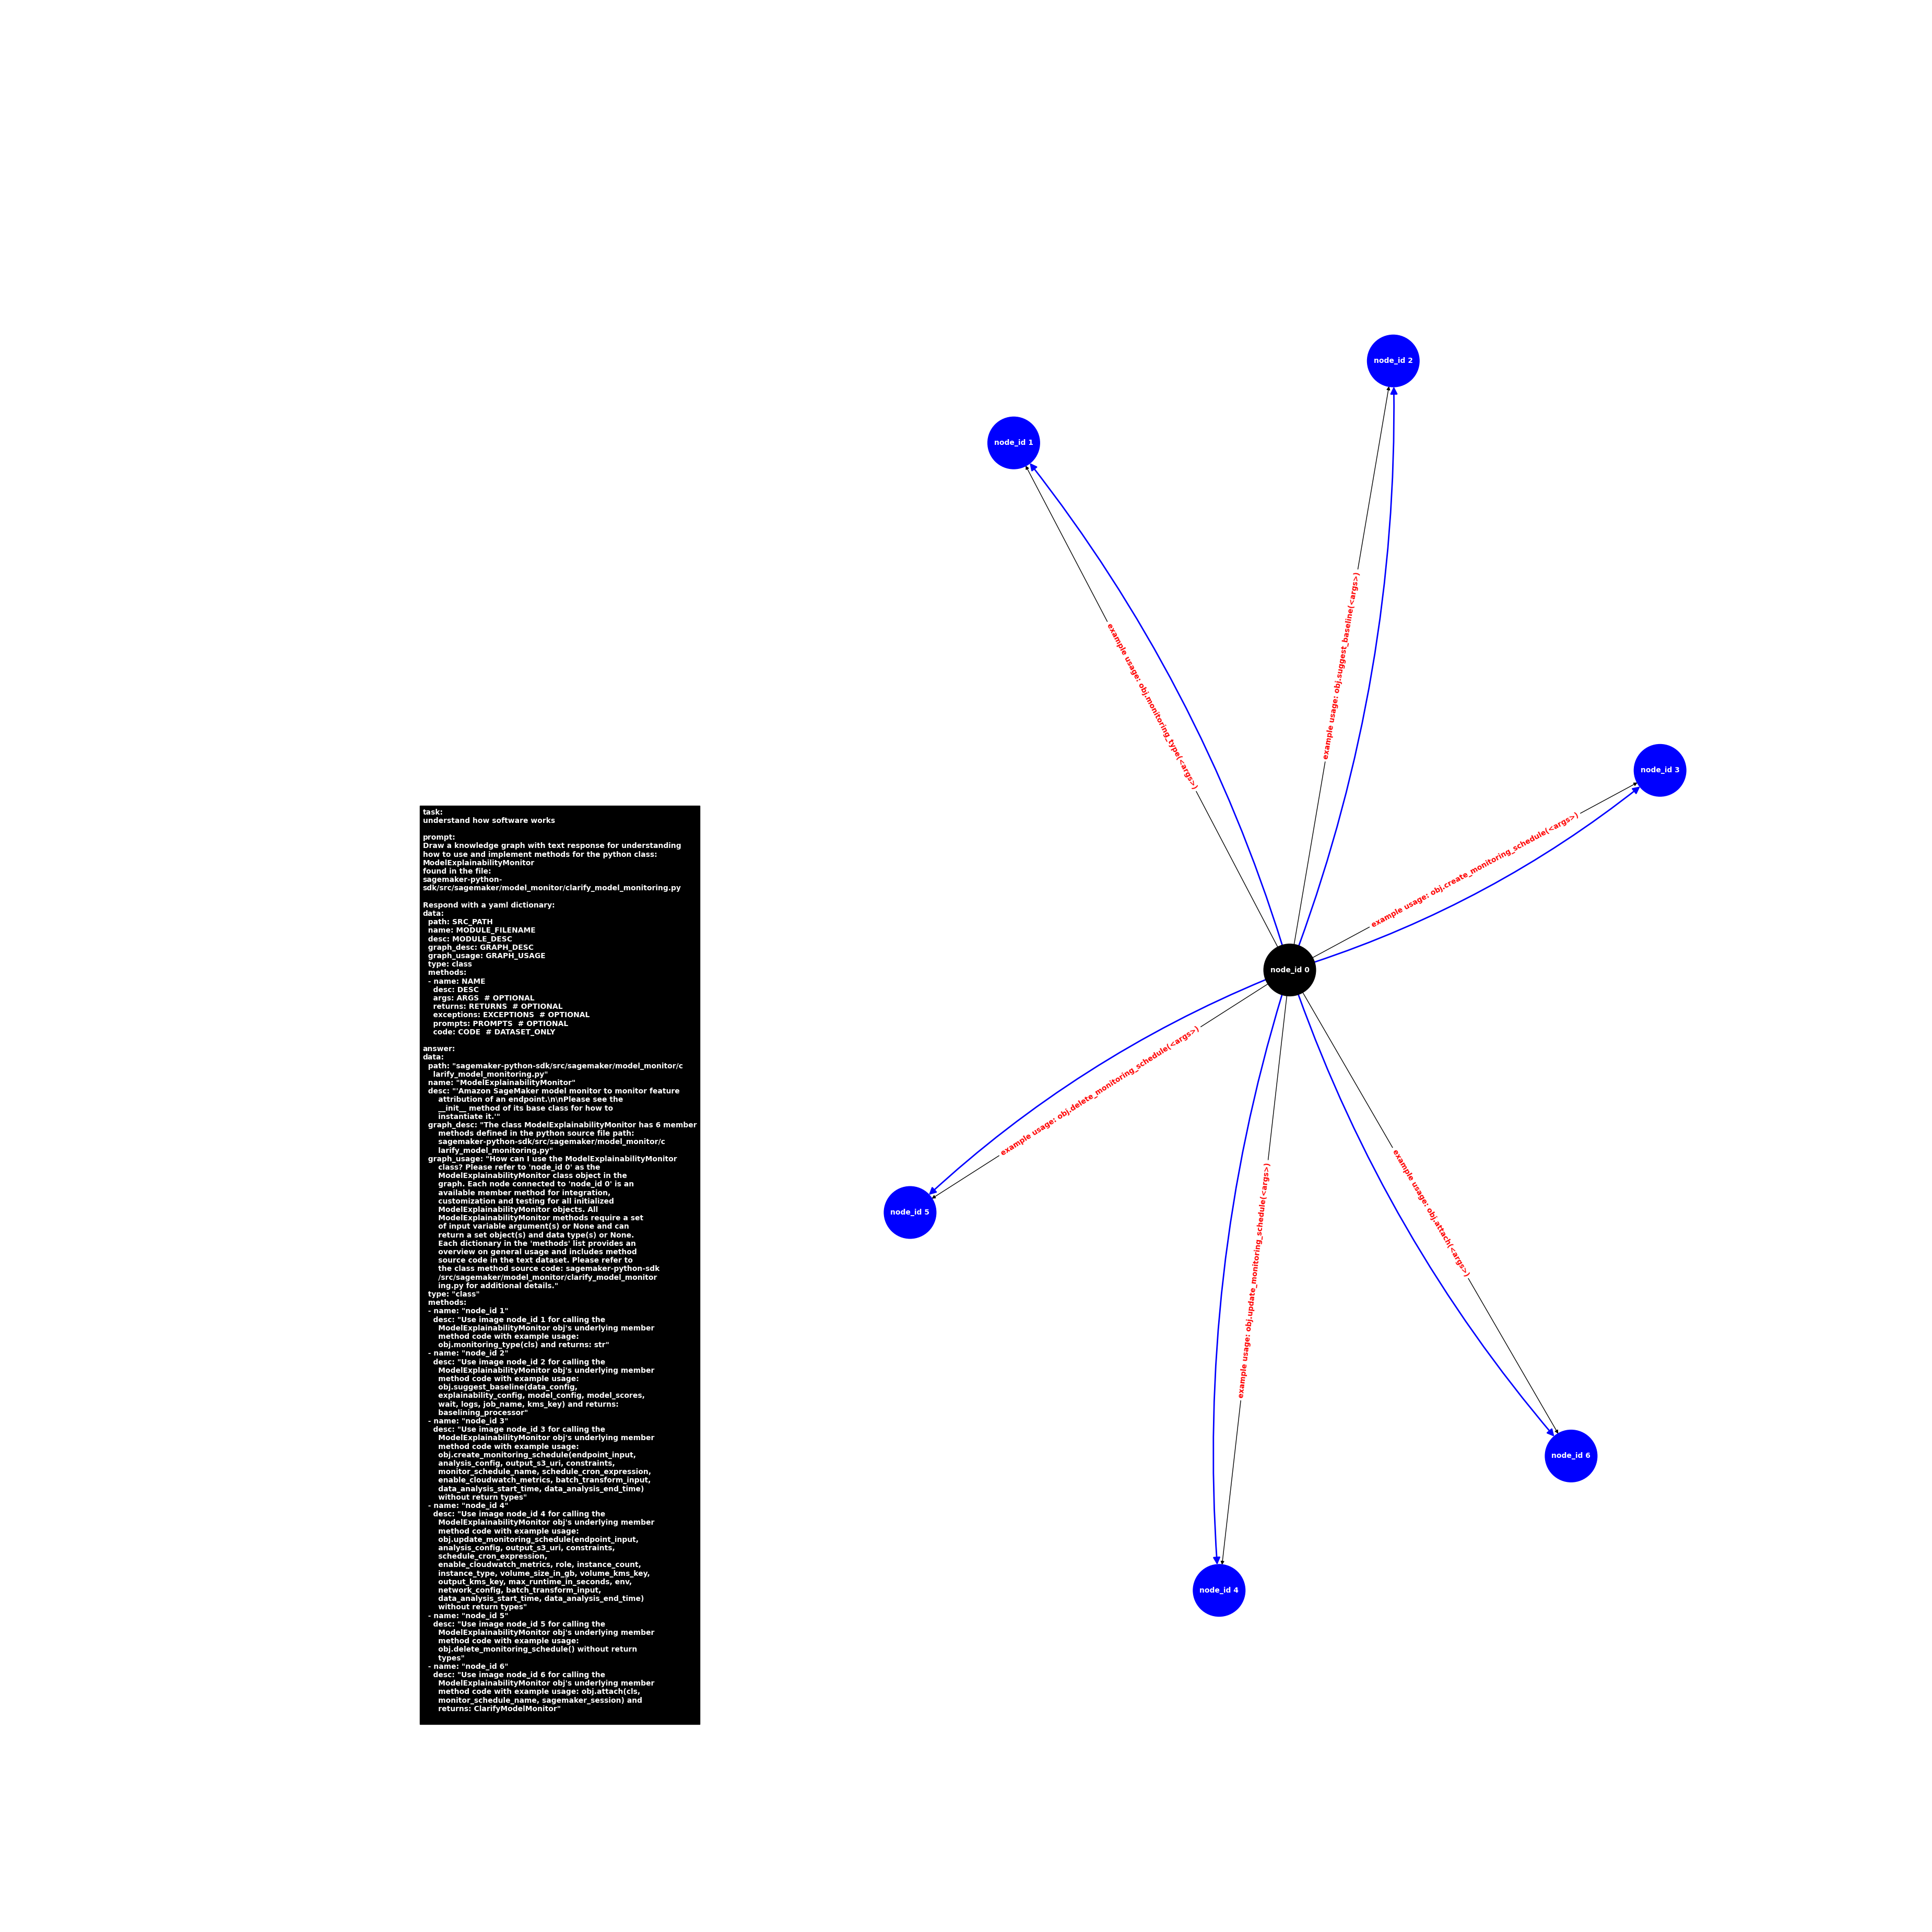 task:
understand how software works

prompt:
Draw a knowledge graph with text response for understanding
how to use and implement methods for the python class:
ModelExplainabilityMonitor
found in the file:
sagemaker-python-
sdk/src/sagemaker/model_monitor/clarify_model_monitoring.py

Respond with a yaml dictionary:
data:
  path: SRC_PATH
  name: MODULE_FILENAME
  desc: MODULE_DESC
  graph_desc: GRAPH_DESC
  graph_usage: GRAPH_USAGE
  type: class
  methods:
  - name: NAME
    desc: DESC
    args: ARGS  # OPTIONAL
    returns: RETURNS  # OPTIONAL
    exceptions: EXCEPTIONS  # OPTIONAL
    prompts: PROMPTS  # OPTIONAL
    code: CODE  # DATASET_ONLY

answer:
data:
  path: "sagemaker-python-sdk/src/sagemaker/model_monitor/c
    larify_model_monitoring.py"
  name: "ModelExplainabilityMonitor"
  desc: "'Amazon SageMaker model monitor to monitor feature
      attribution of an endpoint.\n\nPlease see the
      __init__ method of its base class for how to
      instantiate it.'"
  graph_desc: "The class ModelExplainabilityMonitor has 6 member
      methods defined in the python source file path:
      sagemaker-python-sdk/src/sagemaker/model_monitor/c
      larify_model_monitoring.py"
  graph_usage: "How can I use the ModelExplainabilityMonitor
      class? Please refer to 'node_id 0' as the
      ModelExplainabilityMonitor class object in the
      graph. Each node connected to 'node_id 0' is an
      available member method for integration,
      customization and testing for all initialized
      ModelExplainabilityMonitor objects. All
      ModelExplainabilityMonitor methods require a set
      of input variable argument(s) or None and can
      return a set object(s) and data type(s) or None.
      Each dictionary in the 'methods' list provides an
      overview on general usage and includes method
      source code in the text dataset. Please refer to
      the class method source code: sagemaker-python-sdk
      /src/sagemaker/model_monitor/clarify_model_monitor
      ing.py for additional details."
  type: "class"
  methods:
  - name: "node_id 1"
    desc: "Use image node_id 1 for calling the
      ModelExplainabilityMonitor obj's underlying member
      method code with example usage:
      obj.monitoring_type(cls) and returns: str"
  - name: "node_id 2"
    desc: "Use image node_id 2 for calling the
      ModelExplainabilityMonitor obj's underlying member
      method code with example usage:
      obj.suggest_baseline(data_config,
      explainability_config, model_config, model_scores,
      wait, logs, job_name, kms_key) and returns:
      baselining_processor"
  - name: "node_id 3"
    desc: "Use image node_id 3 for calling the
      ModelExplainabilityMonitor obj's underlying member
      method code with example usage:
      obj.create_monitoring_schedule(endpoint_input,
      analysis_config, output_s3_uri, constraints,
      monitor_schedule_name, schedule_cron_expression,
      enable_cloudwatch_metrics, batch_transform_input,
      data_analysis_start_time, data_analysis_end_time)
      without return types"
  - name: "node_id 4"
    desc: "Use image node_id 4 for calling the
      ModelExplainabilityMonitor obj's underlying member
      method code with example usage:
      obj.update_monitoring_schedule(endpoint_input,
      analysis_config, output_s3_uri, constraints,
      schedule_cron_expression,
      enable_cloudwatch_metrics, role, instance_count,
      instance_type, volume_size_in_gb, volume_kms_key,
      output_kms_key, max_runtime_in_seconds, env,
      network_config, batch_transform_input,
      data_analysis_start_time, data_analysis_end_time)
      without return types"
  - name: "node_id 5"
    desc: "Use image node_id 5 for calling the
      ModelExplainabilityMonitor obj's underlying member
      method code with example usage:
      obj.delete_monitoring_schedule() without return
      types"
  - name: "node_id 6"
    desc: "Use image node_id 6 for calling the
      ModelExplainabilityMonitor obj's underlying member
      method code with example usage: obj.attach(cls,
      monitor_schedule_name, sagemaker_session) and
      returns: ClarifyModelMonitor"
node_id 2
node_id 1
example usage: obj.suggest_baseline(<args>)
example usage: obj.monitoring_type(<args>)
node_id 3
example usage: obj.create_monitoring_schedule(<args>)
node_id 0
example usage: obj.delete_monitoring_schedule(<args>)
node_id 5
example usage: obj.update_monitoring_schedule(<args>)
example usage: obj.attach(<args>)
node_id 6
node_id 4